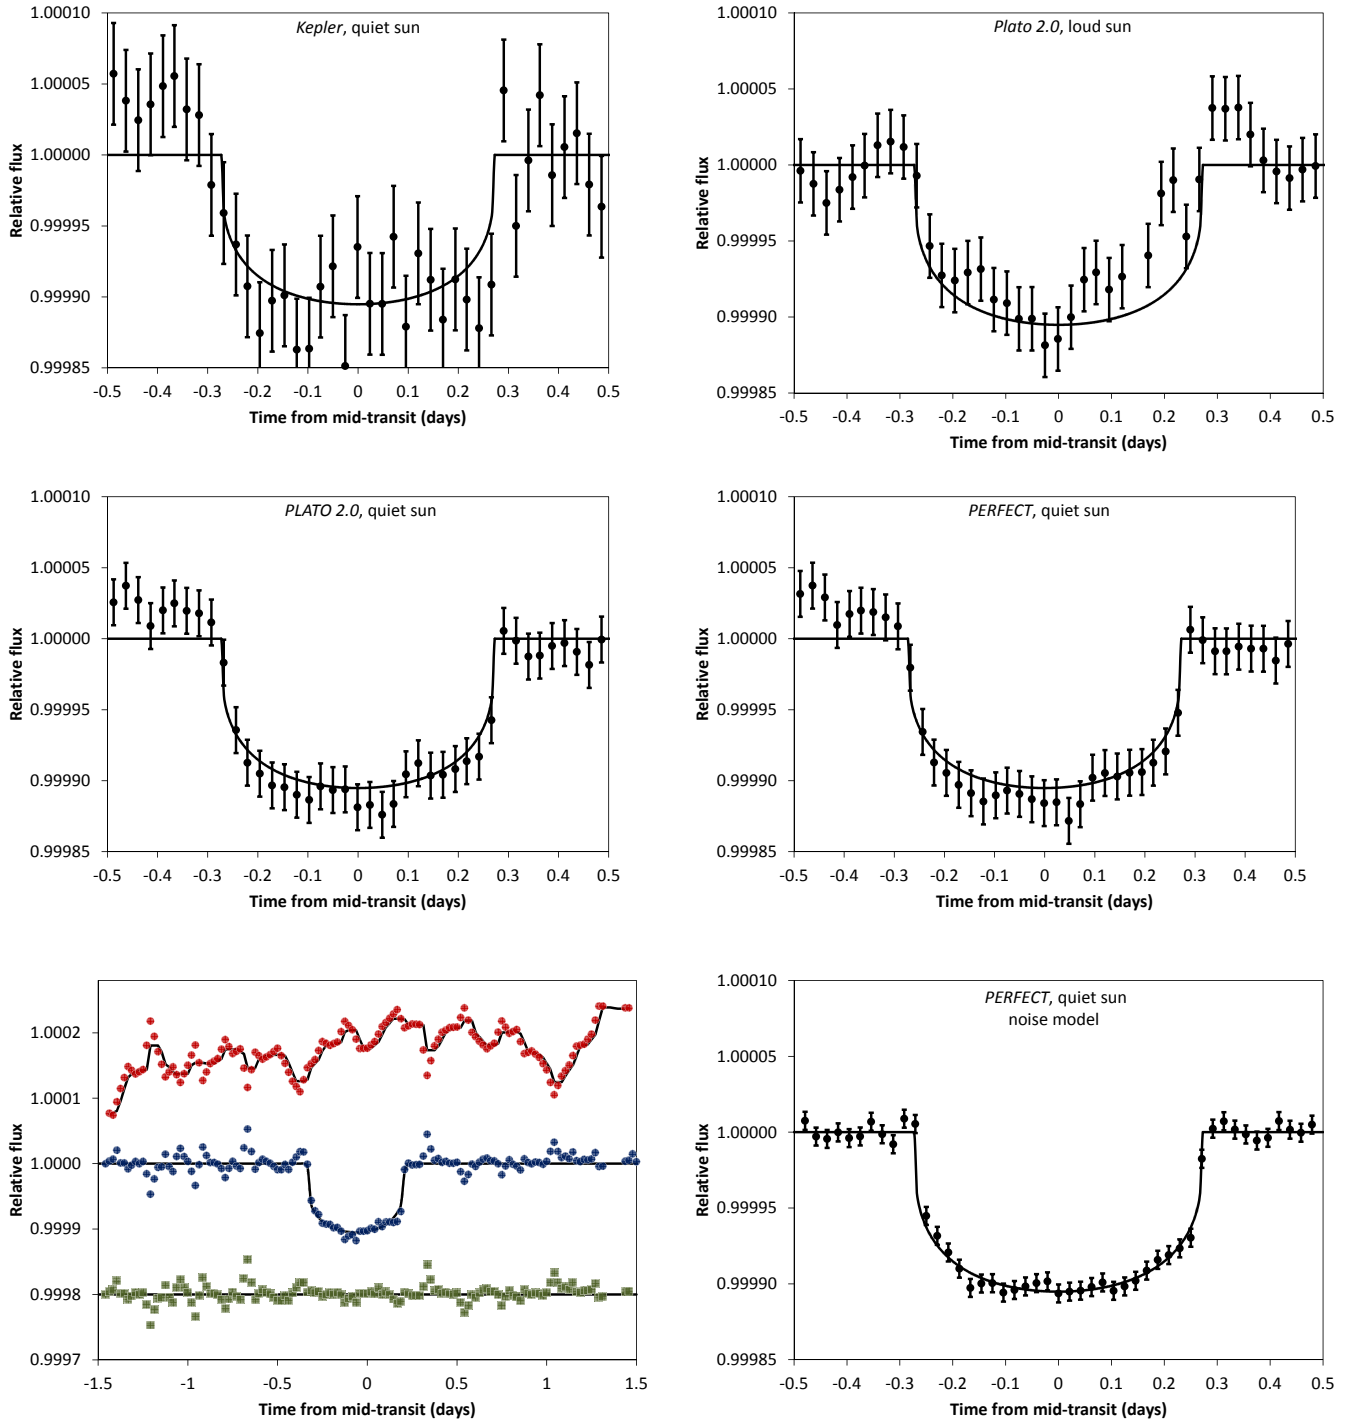 Kepler, quiet sun
1.00010
1.00005
1.00000
0.99995
0.99990
0.99985
Relative flux
-0.5 -0.4 -0.3 -0.2 -0.1 0 0.1 0.2 0.3 0.4 0.5
Time from mid-transit (days)
Plato 2.0, loud sun
1.00010
1.00005
1.00000
0.99995
0.99990
0.99985
Relative flux
-0.5 -0.4 -0.3 -0.2 -0.1 0 0.1 0.2 0.3 0.4 0.5
Time from mid-transit (days)
PLATO 2.0, quiet sun
1.00010
1.00005
1.00000
0.99995
0.99990
0.99985
Relative flux
-0.5 -0.4 -0.3 -0.2 -0.1 0 0.1 0.2 0.3 0.4 0.5
Time from mid-transit (days)
PERFECT, quiet sun
1.00010
1.00005
1.00000
0.99995
0.99990
0.99985
Relative flux
-0.5 -0.4 -0.3 -0.2 -0.1 0 0.1 0.2 0.3 0.4 0.5
Time from mid-transit (days)
1.0002
1.0001
1.0000
0.9999
0.9998
0.9997
Relative flux
-1.5 -1 -0.5 0 0.5 1 1.5
Time from mid-transit (days)
PERFECT, quiet sun
noise model
1.00010
1.00005
1.00000
0.99995
0.99990
0.99985
Relative flux
-0.5 -0.4 -0.3 -0.2 -0.1 0 0.1 0.2 0.3 0.4 0.5
Time from mid-transit (days)